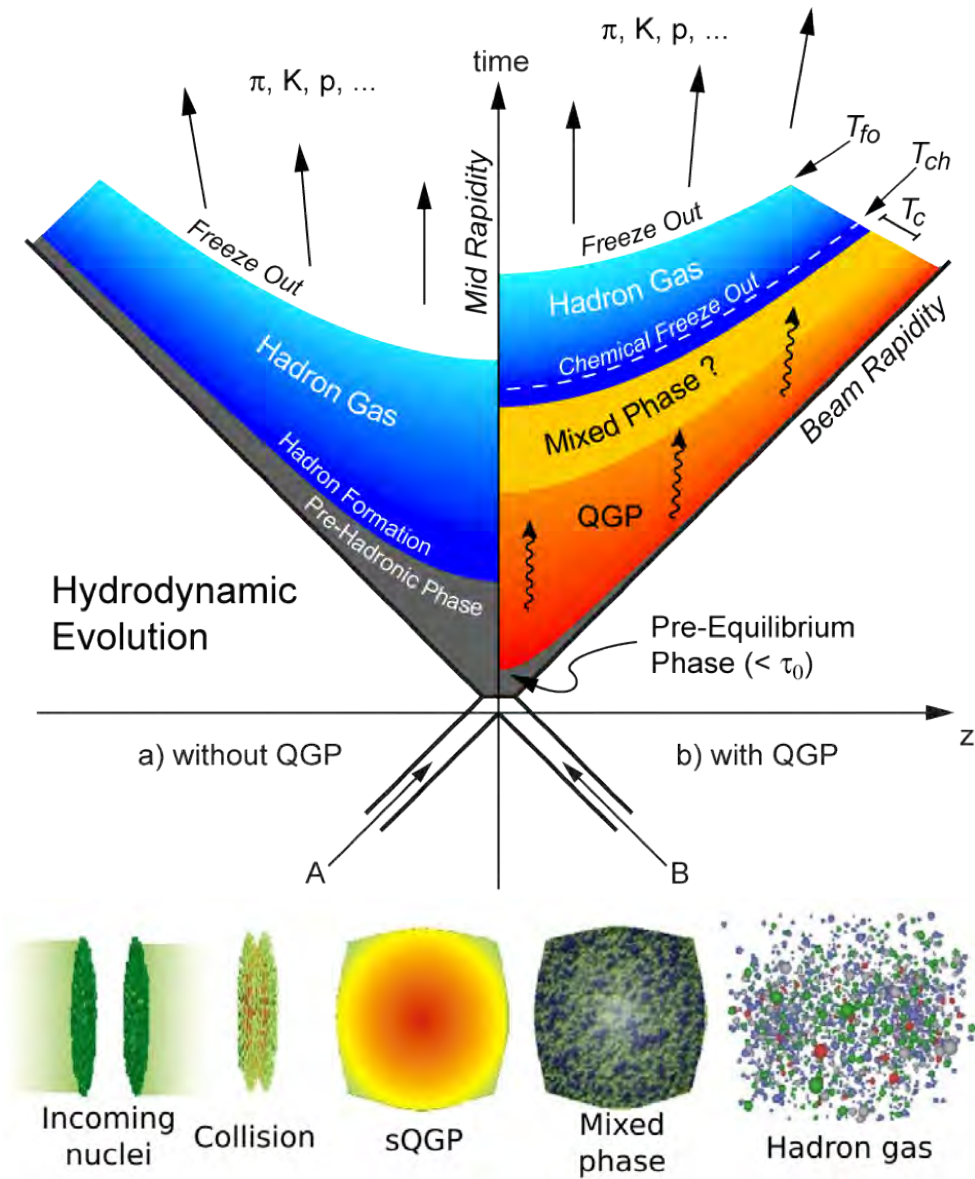 π, K, p, ...
π, K, p, ...
time
Mid Rapidity
T_fo
T_ch
T_c
Freeze Out
Freeze Out
Hadron Gas
Hadron Gas
Chemical Freeze Out
Mixed Phase ?
Beam Rapidity
Hadron Formation
Pre-Hadronic Phase
QGP
Hydrodynamic
Evolution
Pre-Equilibrium
Phase (< τ₀)
z
a) without QGP
b) with QGP
A
B
Incoming
nuclei
Collision
sQGP
Mixed
phase
Hadron gas